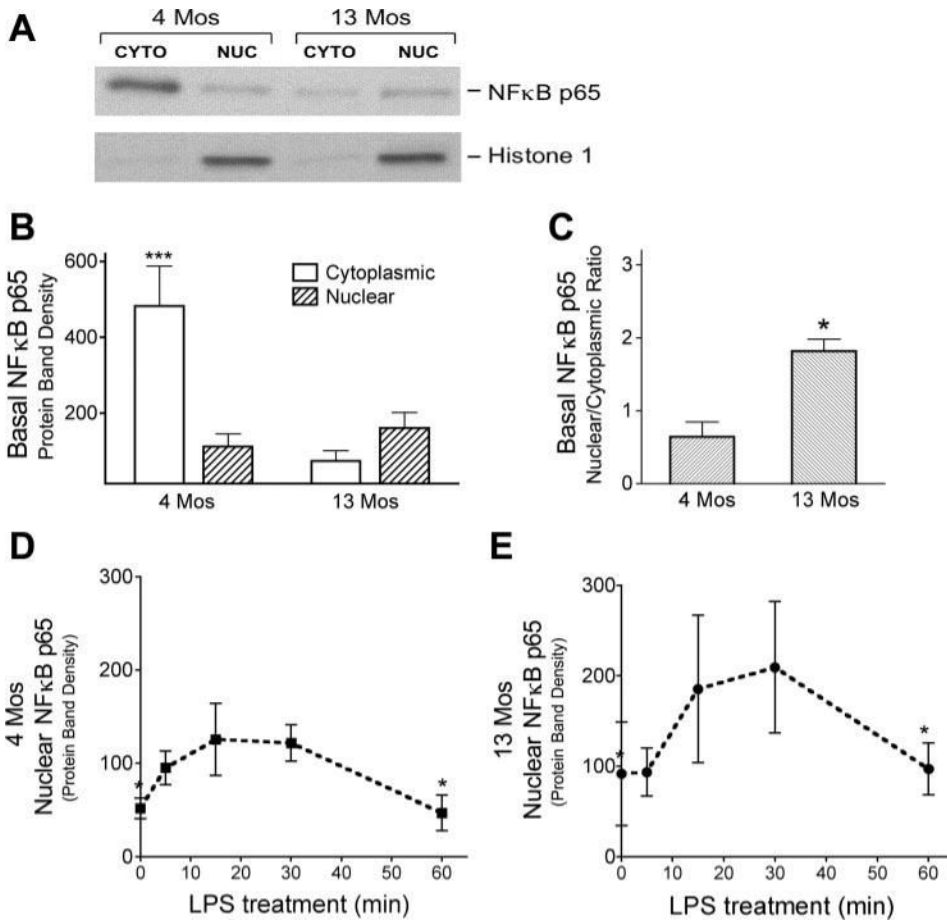 A
4 Mos 13 Mos
CYTO NUC CYTO NUC
– NFκB p65
– Histone 1
B
Basal NFκB p65
Protein Band Density
600
400
200
***
Cytoplasmic
Nuclear
4 Mos 13 Mos
C
Basal NFκB p65
Nuclear/Cytoplasmic Ratio
3
2
1
0
*
4 Mos 13 Mos
D
4 Mos
Nuclear NFκB p65
(Protein Band Density)
300
200
100
0
* *
0 10 20 30 40 50 60
LPS treatment (min)
E
13 Mos
Nuclear NFκB p65
(Protein Band Density)
300
200
100
0
* *
0 10 20 30 40 50 60
LPS treatment (min)